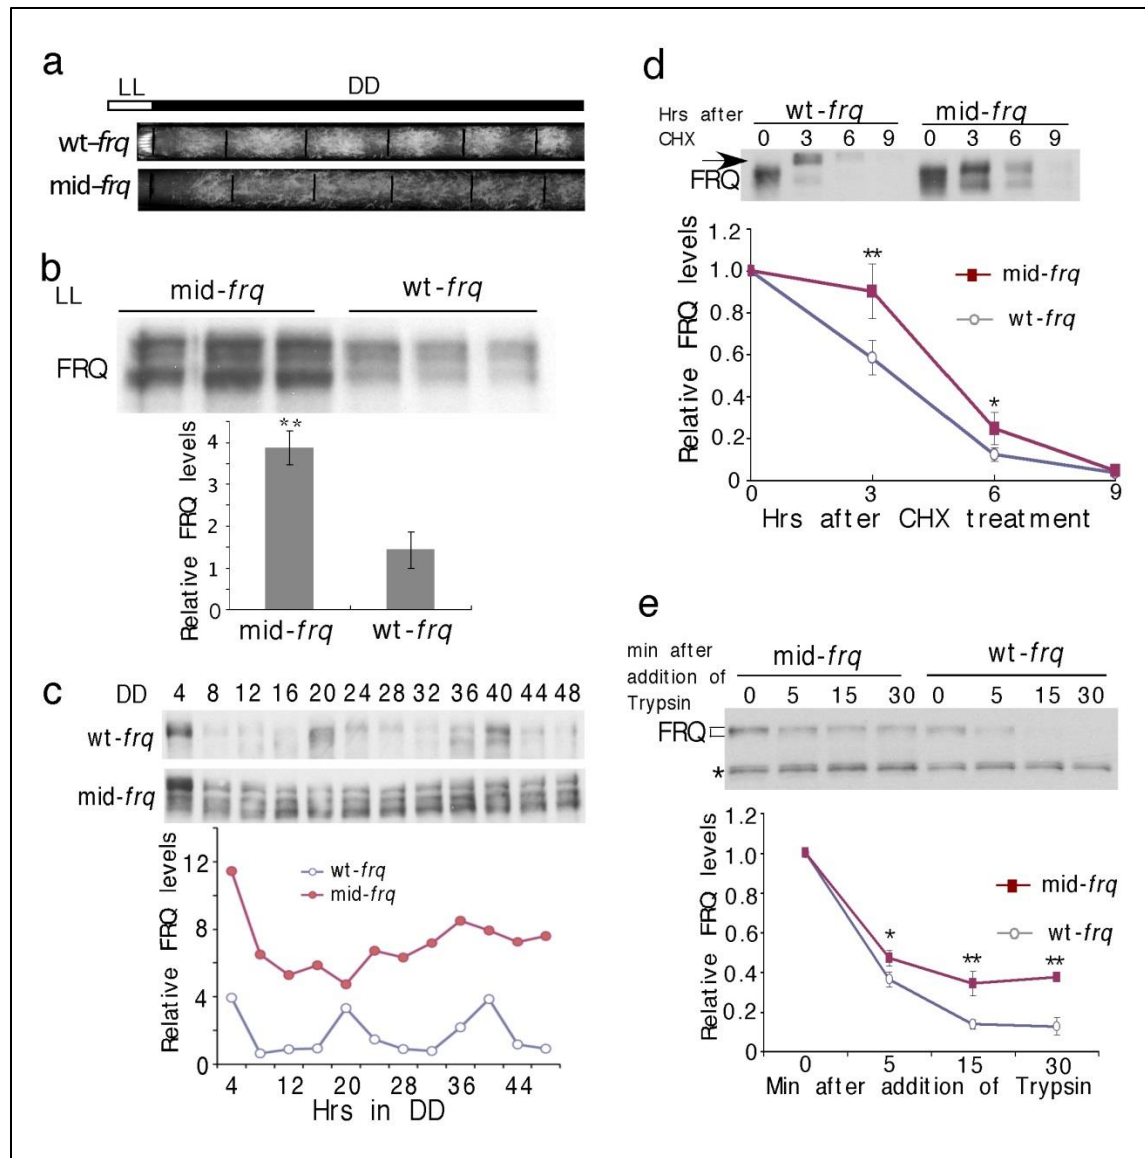 a
LL DD
wt-frq
mid-frq
b
LL mid-frq wt-frq
FRQ
Relative FRQ levels
**
4
3
2
1
0
mid-frq wt-frq
c
DD 4 8 12 16 20 24 28 32 36 40 44 48
wt-frq
mid-frq
Relative FRQ levels
12
8
4
0
wt-frq
mid-frq
4 12 20 28 36 44
Hrs in DD
d
Hrs after CHX
wt-frq mid-frq
0 3 6 9 0 3 6 9
FRQ
Relative FRQ levels
1.2
1.0
0.8
0.6
0.4
0.2
0
**
*
mid-frq
wt-frq
0 3 6 9
Hrs after CHX treatment
e
min after
addition of
Trypsin
mid-frq wt-frq
0 5 15 30 0 5 15 30
FRQ
*
Relative FRQ levels
1.0
0.8
0.6
0.4
0.2
0
* ** **
mid-frq
wt-frq
0 5 15 30
Min after addition of Trypsin